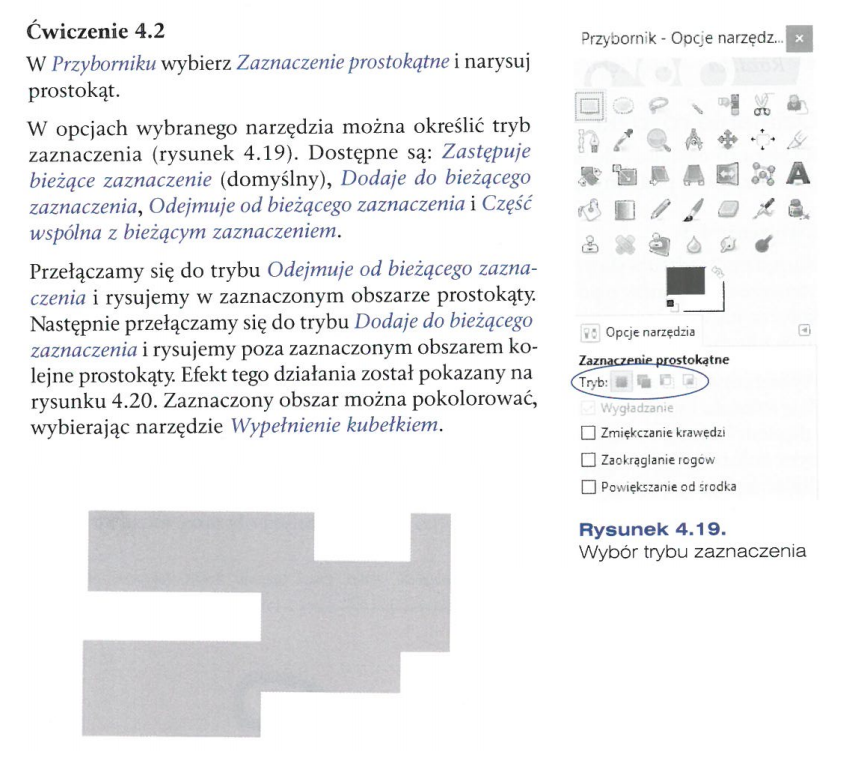 Ćwiczenie 4.2
W Przyborniku wybierz Zaznaczenie prostokątne i narysuj
prostokąt.
W opcjach wybranego narzędzia można określić tryb
zaznaczenia (rysunek 4.19). Dostępne są: Zastępuje
bieżące zaznaczenie (domyślny), Dodaje do bieżącego
zaznaczenia, Odejmuje od bieżącego zaznaczenia i Część
wspólna z bieżącym zaznaczeniem.
Przełączamy się do trybu Odejmuje od bieżącego zazna-
czenia i rysujemy w zaznaczonym obszarze prostokąty.
Następnie przełączamy się do trybu Dodaje do bieżącego
zaznaczenia i rysujemy poza zaznaczonym obszarem ko-
lejne prostokąty. Efekt tego działania został pokazany na
rysunku 4.20. Zaznaczony obszar można pokolorować,
wybierając narzędzie Wypełnienie kubełkiem.
Przybornik - Opcje narzędz...
Opcje narzędzia
Zaznaczenie prostokątne
Tryb:
Wygładzanie
Zmiękczanie krawedzi
Zaokrąglanie rogów
Powiększanie od środka
Rysunek 4.19.
Wybór trybu zaznaczenia